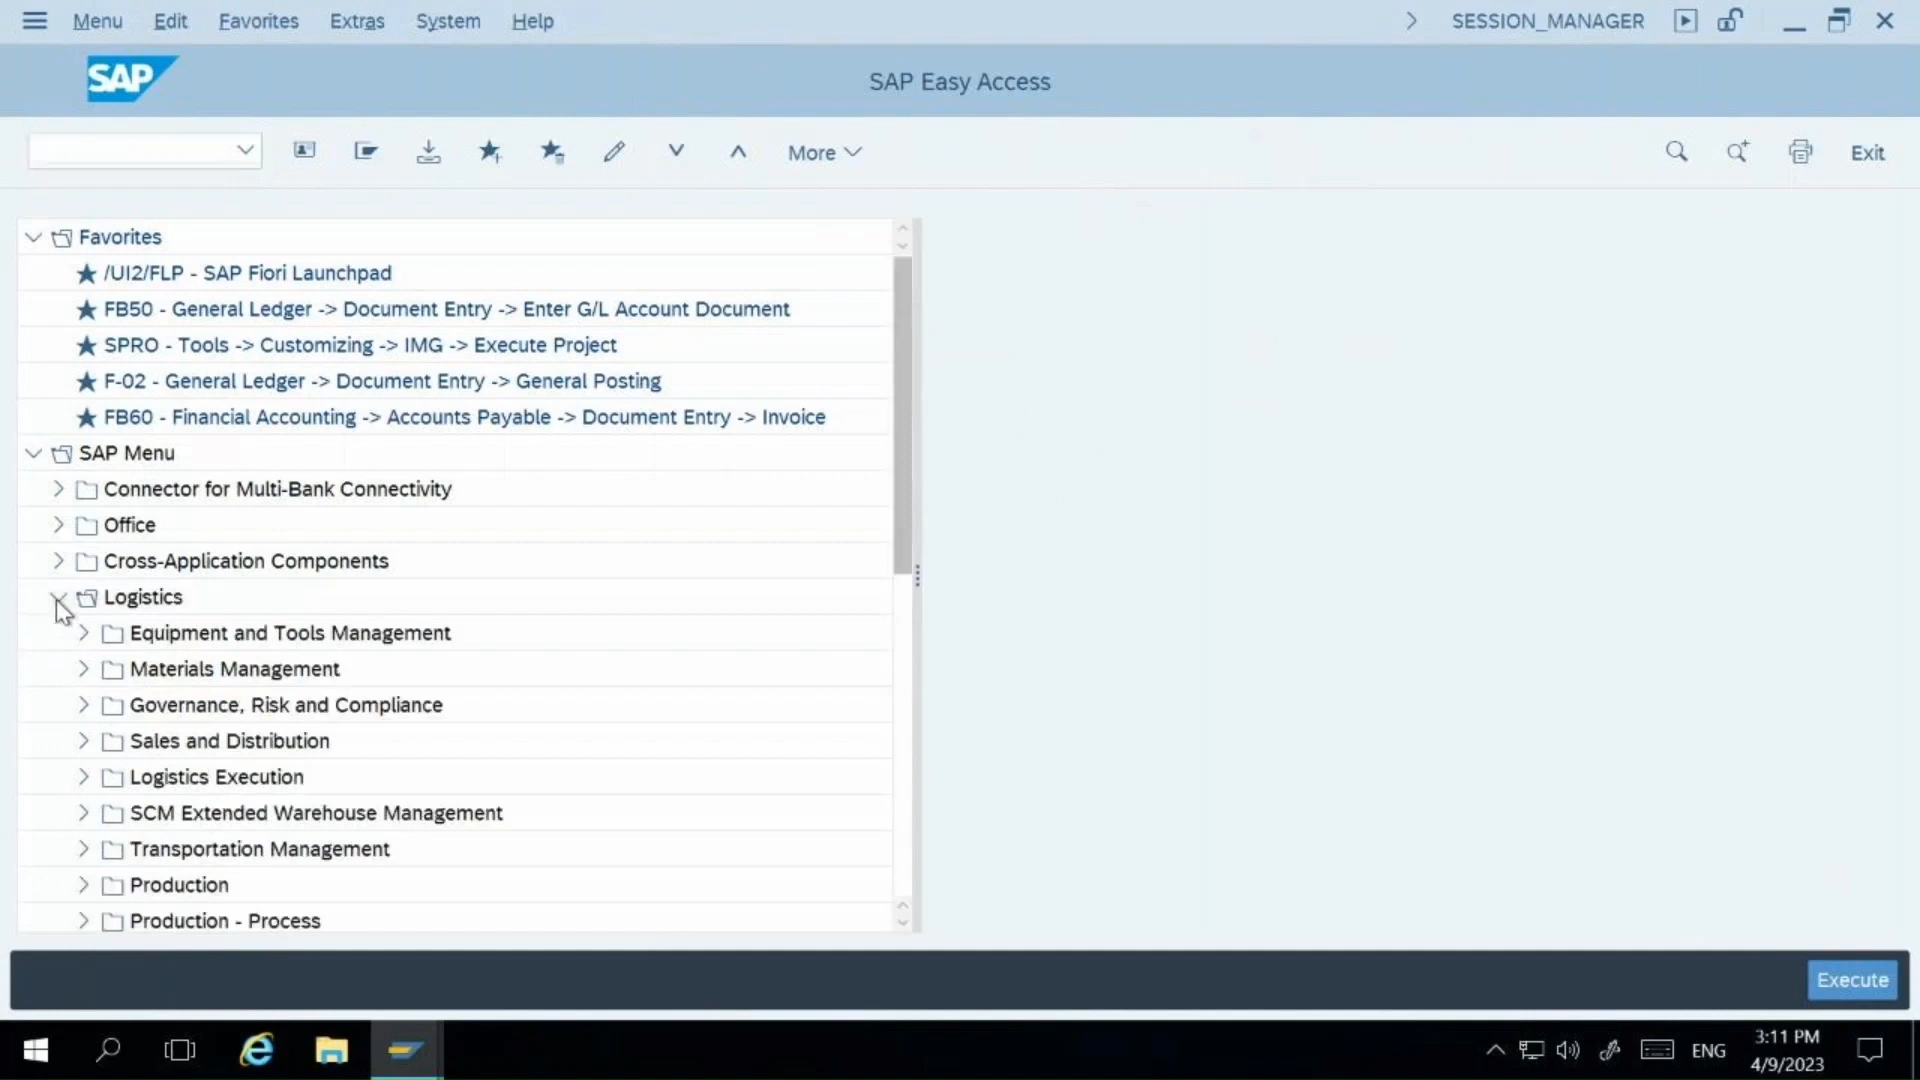 Menu Edit Favorites Extras System Help SESSION_MANAGER
SAP SAP Easy Access
More Exit
Favorites
/UI2/FLP - SAP Fiori Launchpad
FB50 - General Ledger -> Document Entry -> Enter G/L Account Document
SPRO - Tools -> Customizing -> IMG -> Execute Project
F-02 - General Ledger -> Document Entry -> General Posting
FB60 - Financial Accounting -> Accounts Payable -> Document Entry -> Invoice
SAP Menu
Connector for Multi-Bank Connectivity
Office
Cross-Application Components
Logistics
Equipment and Tools Management
Materials Management
Governance, Risk and Compliance
Sales and Distribution
Logistics Execution
SCM Extended Warehouse Management
Transportation Management
Production
Production - Process
Execute
ENG 3:11 PM
4/9/2023